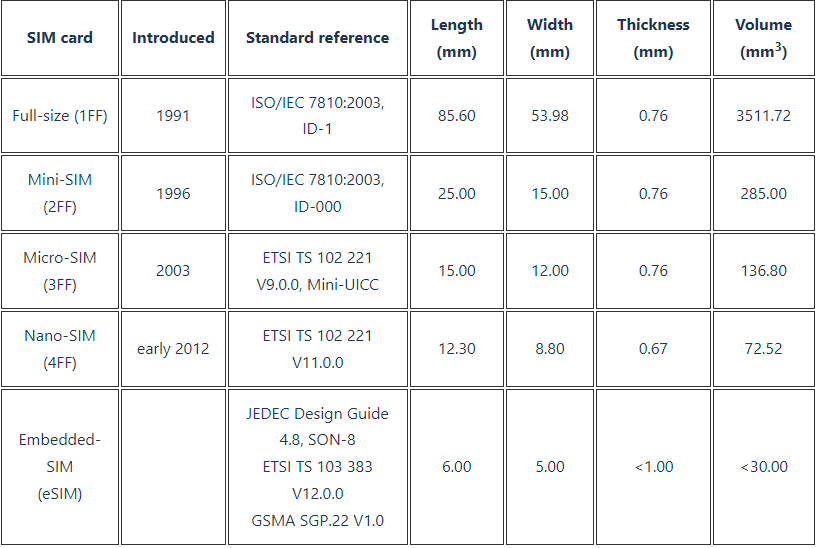 SIM card Introduced Standard reference Length (mm) Width (mm) Thickness (mm) Volume (mm³)
Full-size (1FF) 1991 ISO/IEC 7810:2003, ID-1 85.60 53.98 0.76 3511.72
Mini-SIM (2FF) 1996 ISO/IEC 7810:2003, ID-000 25.00 15.00 0.76 285.00
Micro-SIM (3FF) 2003 ETSI TS 102 221 V9.0.0, Mini-UICC 15.00 12.00 0.76 136.80
Nano-SIM (4FF) early 2012 ETSI TS 102 221 V11.0.0 12.30 8.80 0.67 72.52
Embedded-SIM (eSIM) JEDEC Design Guide 4.8, SON-8 ETSI TS 103 383 V12.0.0 GSMA SGP.22 V1.0 6.00 5.00 <1.00 <30.00